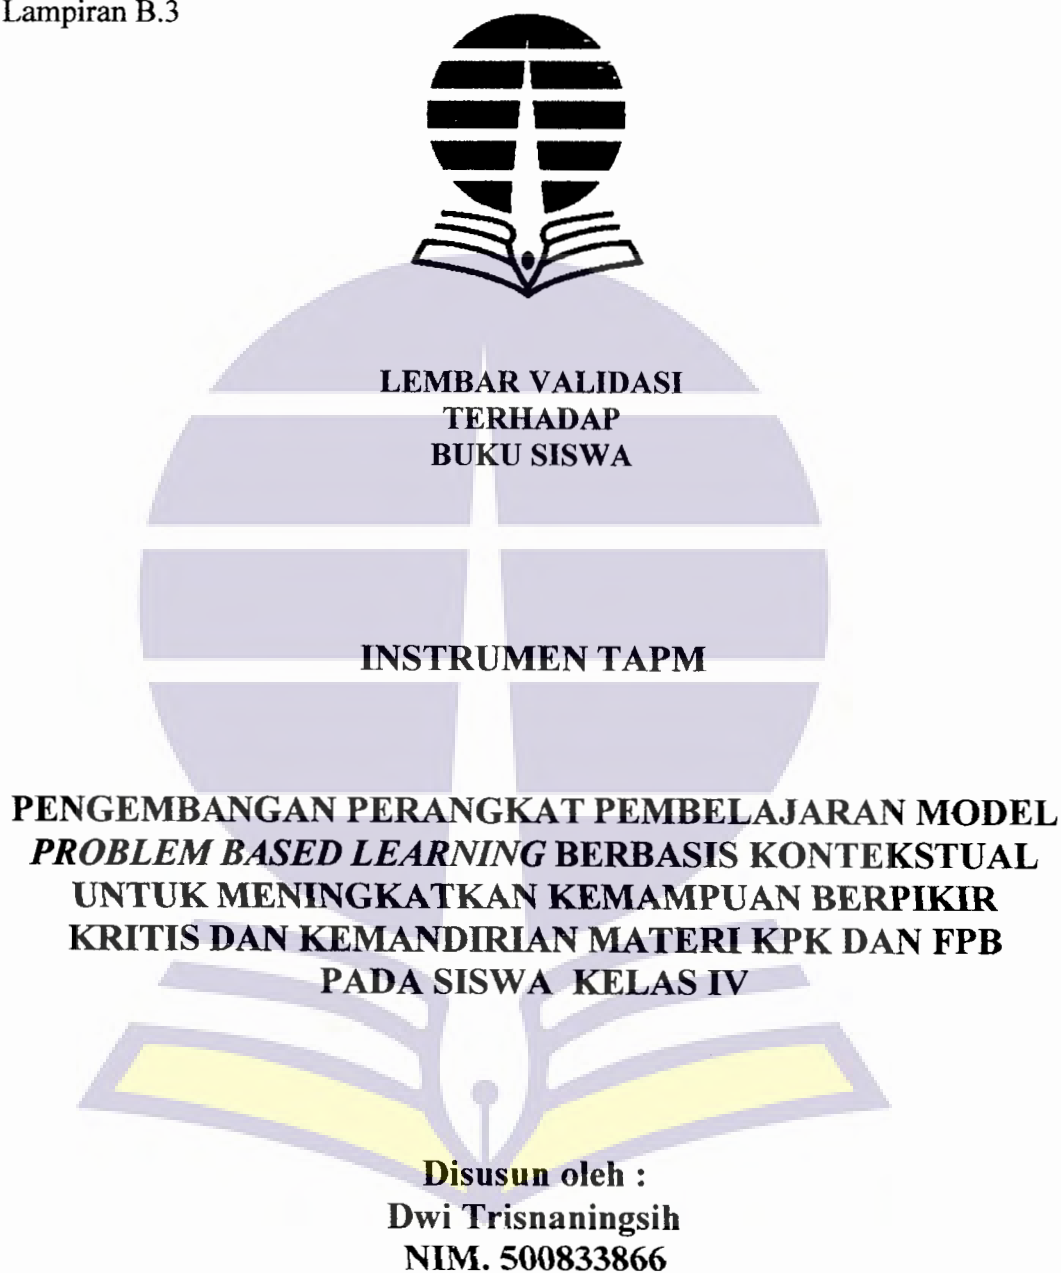 Lampiran B.3
LEMBAR VALIDASI
TERHADAP
BUKU SISWA
INSTRUMEN TAPM
PENGEMBANGAN PERANGKAT PEMBELAJARAN MODEL
PROBLEM BASED LEARNING BERBASIS KONTEKSTUAL
UNTUK MENINGKATKAN KEMAMPUAN BERPIKIR
KRITIS DAN KEMANDIRIAN MATERI KPK DAN FPB
PADA SISWA KELAS IV
Disusun oleh :
Dwi Trisnaningsih
NIM. 500833866